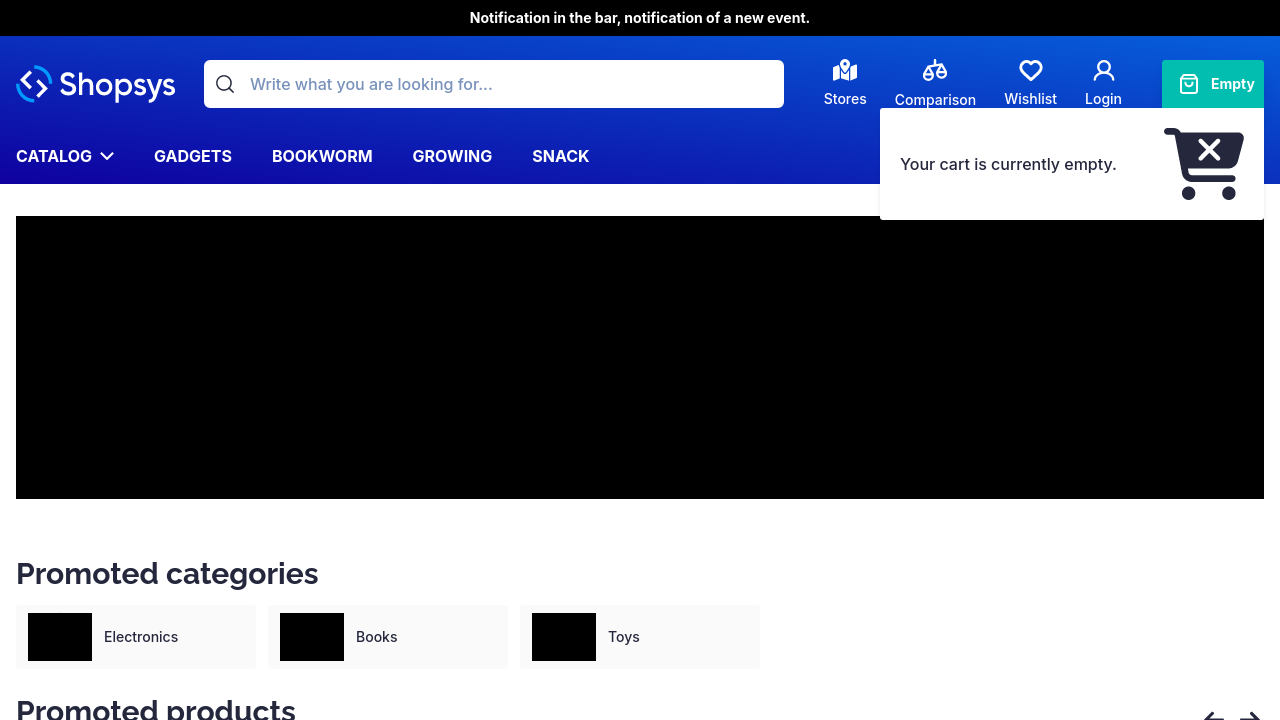 Notification in the bar, notification of a new event.
Shopsys
Write what you are looking for...
Stores
Comparison
Wishlist
Login
Empty
CATALOG
GADGETS
BOOKWORM
GROWING
SNACK
Your cart is currently empty.
Promoted categories
Electronics
Books
Toys
Promoted products